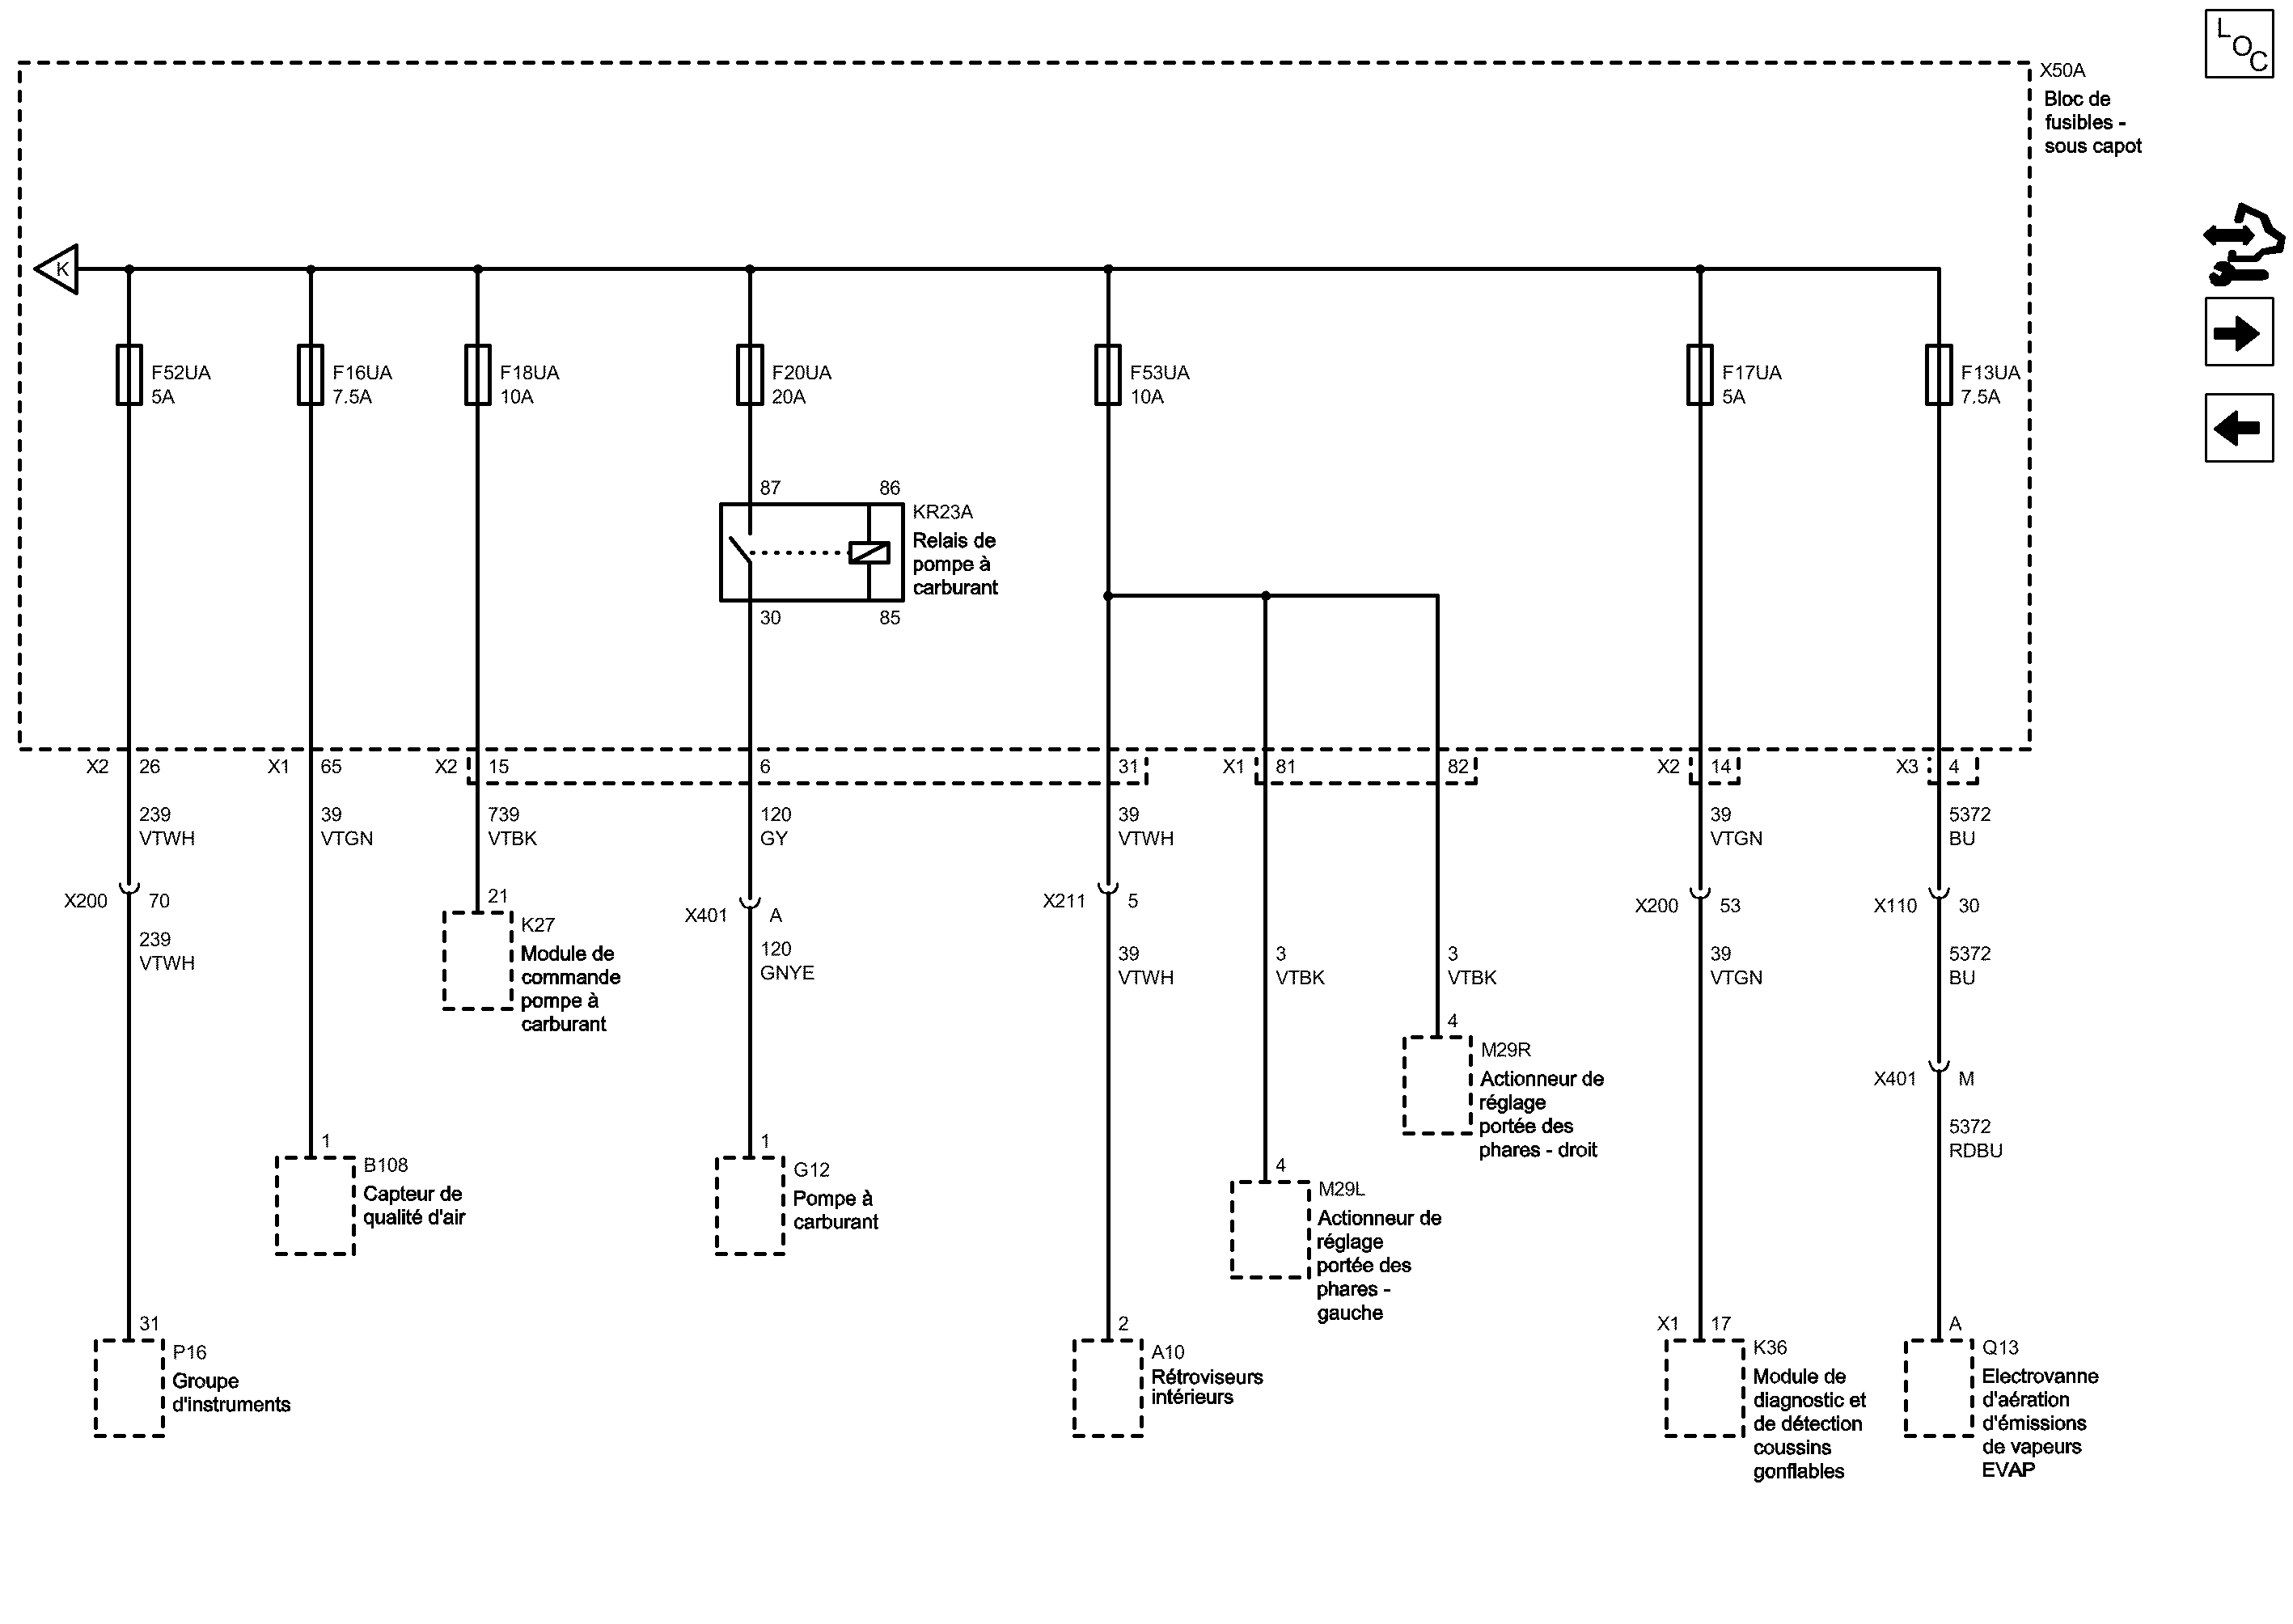 L
O
C
X50A
Bloc de
fusibles -
sous capot
K
F52UA
5A
F16UA
7.5A
F18UA
10A
F20UA
20A
F53UA
10A
F17UA
5A
F13UA
7.5A
87 86
KR23A
Relais de
pompe à
carburant
30 85
X2 26 X1 65 X2 15 6 31 X1 81 82 X2 14 X3 4
239
VTWH
39
VTGN
739
VTBK
120
GY
39
VTWH
39
VTGN
5372
BU
X200 70
239
VTWH
21
K27
Module de
commande
pompe à
carburant
X401 A
120
GNYE
X211 5
39
VTWH
3
VTBK
3
VTBK
X200 53
39
VTGN
X110 30
5372
BU
4
M29R
Actionneur de
réglage
portée des
phares - droit
X401 M
5372
RDBU
1
B108
Capteur de
qualité d'air
1
G12
Pompe à
carburant
4
M29L
Actionneur de
réglage
portée des
phares -
gauche
31
P16
Groupe
d'instruments
2
A10
Rétroviseurs
intérieurs
X1 17
K36
Module de
diagnostic et
de détection
coussins
gonflables
A
Q13
Electrovanne
d'aération
d'émissions
de vapeurs
EVAP